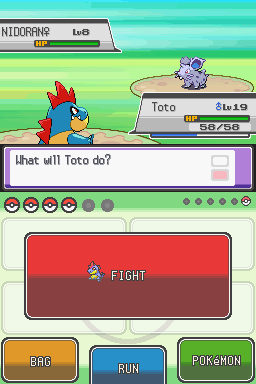 NIDORAN♀ Lv8
HP
Toto ♂Lv19
HP
58/58
What will Toto do?
FIGHT
BAG
RUN
POKéMON